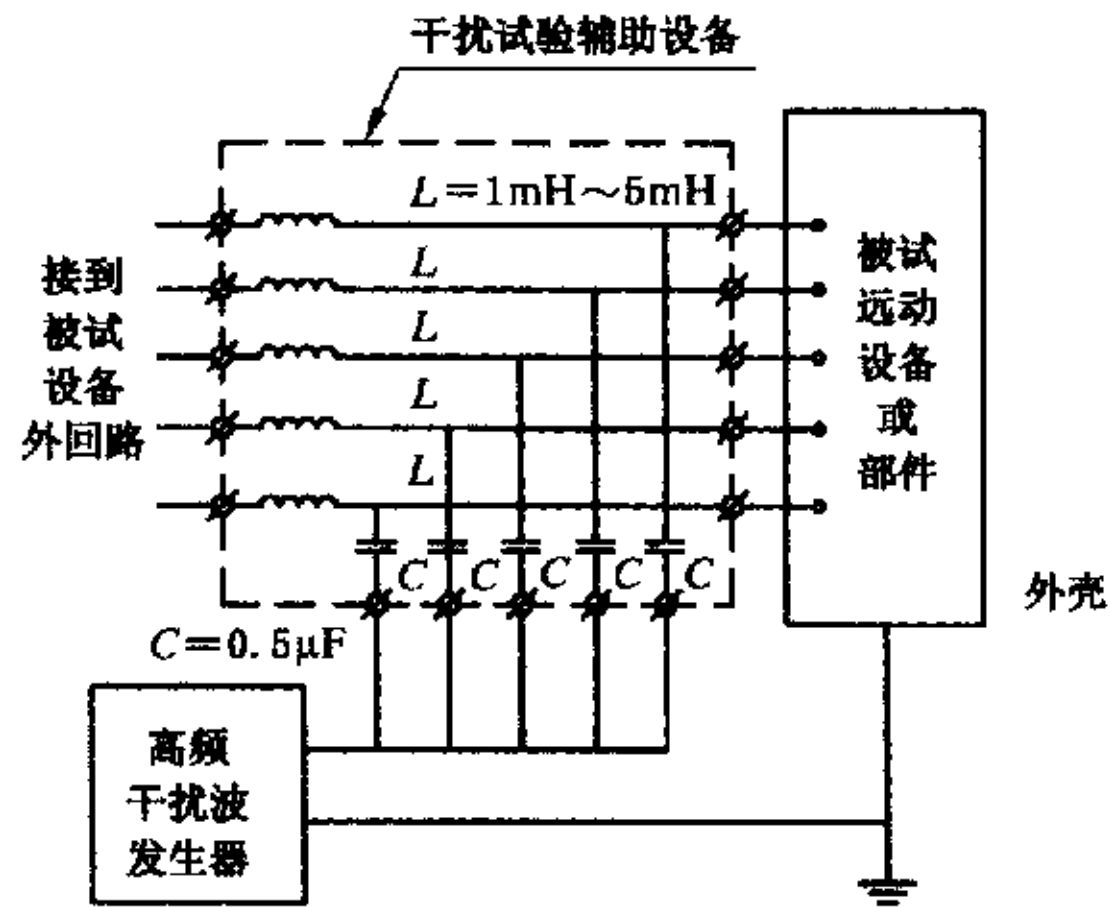 干扰试验辅助设备
L=1mH～5mH
L
L
L
L
接到
被试
设备
外回路
被试
远动
设备
或
部件
外壳
C
C
C
C
C
C=0.5μF
高频
干扰波
发生器